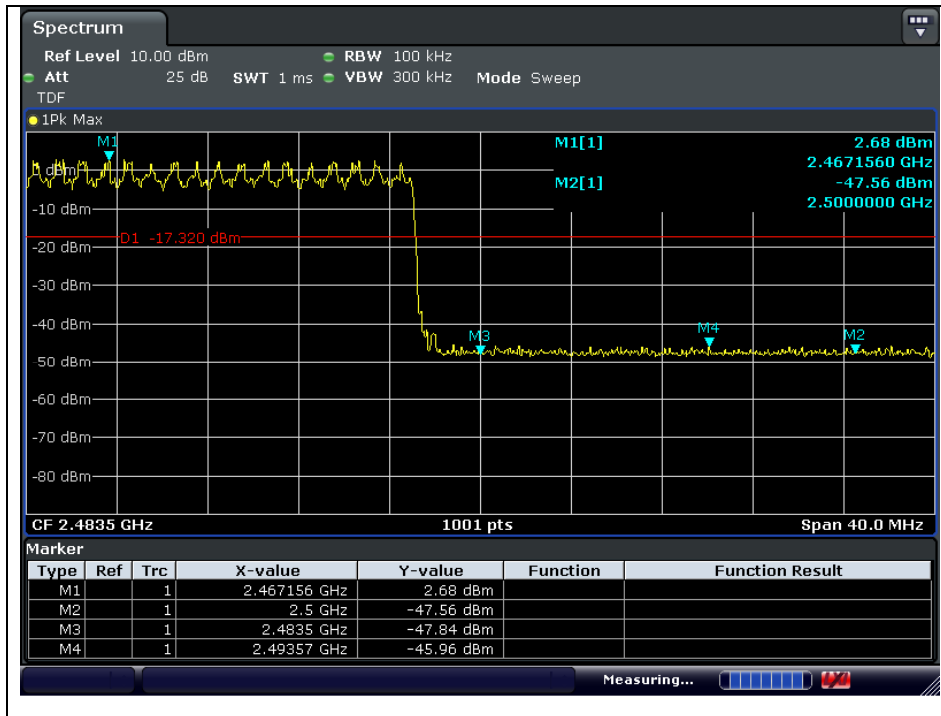 Spectrum
Ref Level 10.00 dBm RBW 100 kHz
Att 25 dB SWT 1 ms VBW 300 kHz Mode Sweep
TDF
1Pk Max
M1 M1[1] 2.68 dBm
2.4671560 GHz
0 dBm M2[1] -47.56 dBm
2.5000000 GHz
-10 dBm
D1 -17.320 dBm
-20 dBm
-30 dBm
-40 dBm
M3 M4 M2
-50 dBm
-60 dBm
-70 dBm
-80 dBm
CF 2.4835 GHz 1001 pts Span 40.0 MHz
Marker
Type Ref Trc X-value Y-value Function Function Result
M1 1 2.467156 GHz 2.68 dBm
M2 1 2.5 GHz -47.56 dBm
M3 1 2.4835 GHz -47.84 dBm
M4 1 2.49357 GHz -45.96 dBm
Measuring...